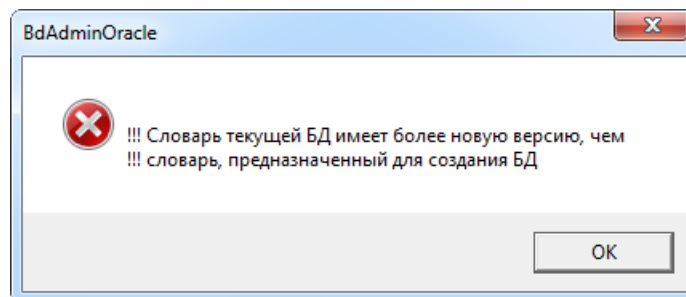 BdAdminOracle
!!! Словарь текущей БД имеет более новую версию, чем
!!! словарь, предназначенный для создания БД
OK